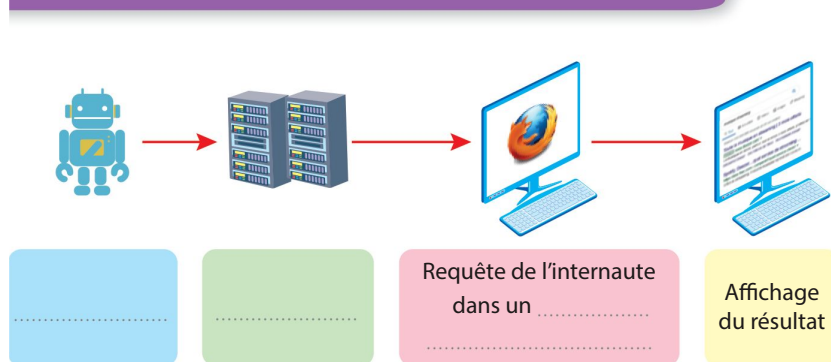 ...........................
...........................
Requête de l'internaute
dans un ....................
........................................
Affichage
du résultat